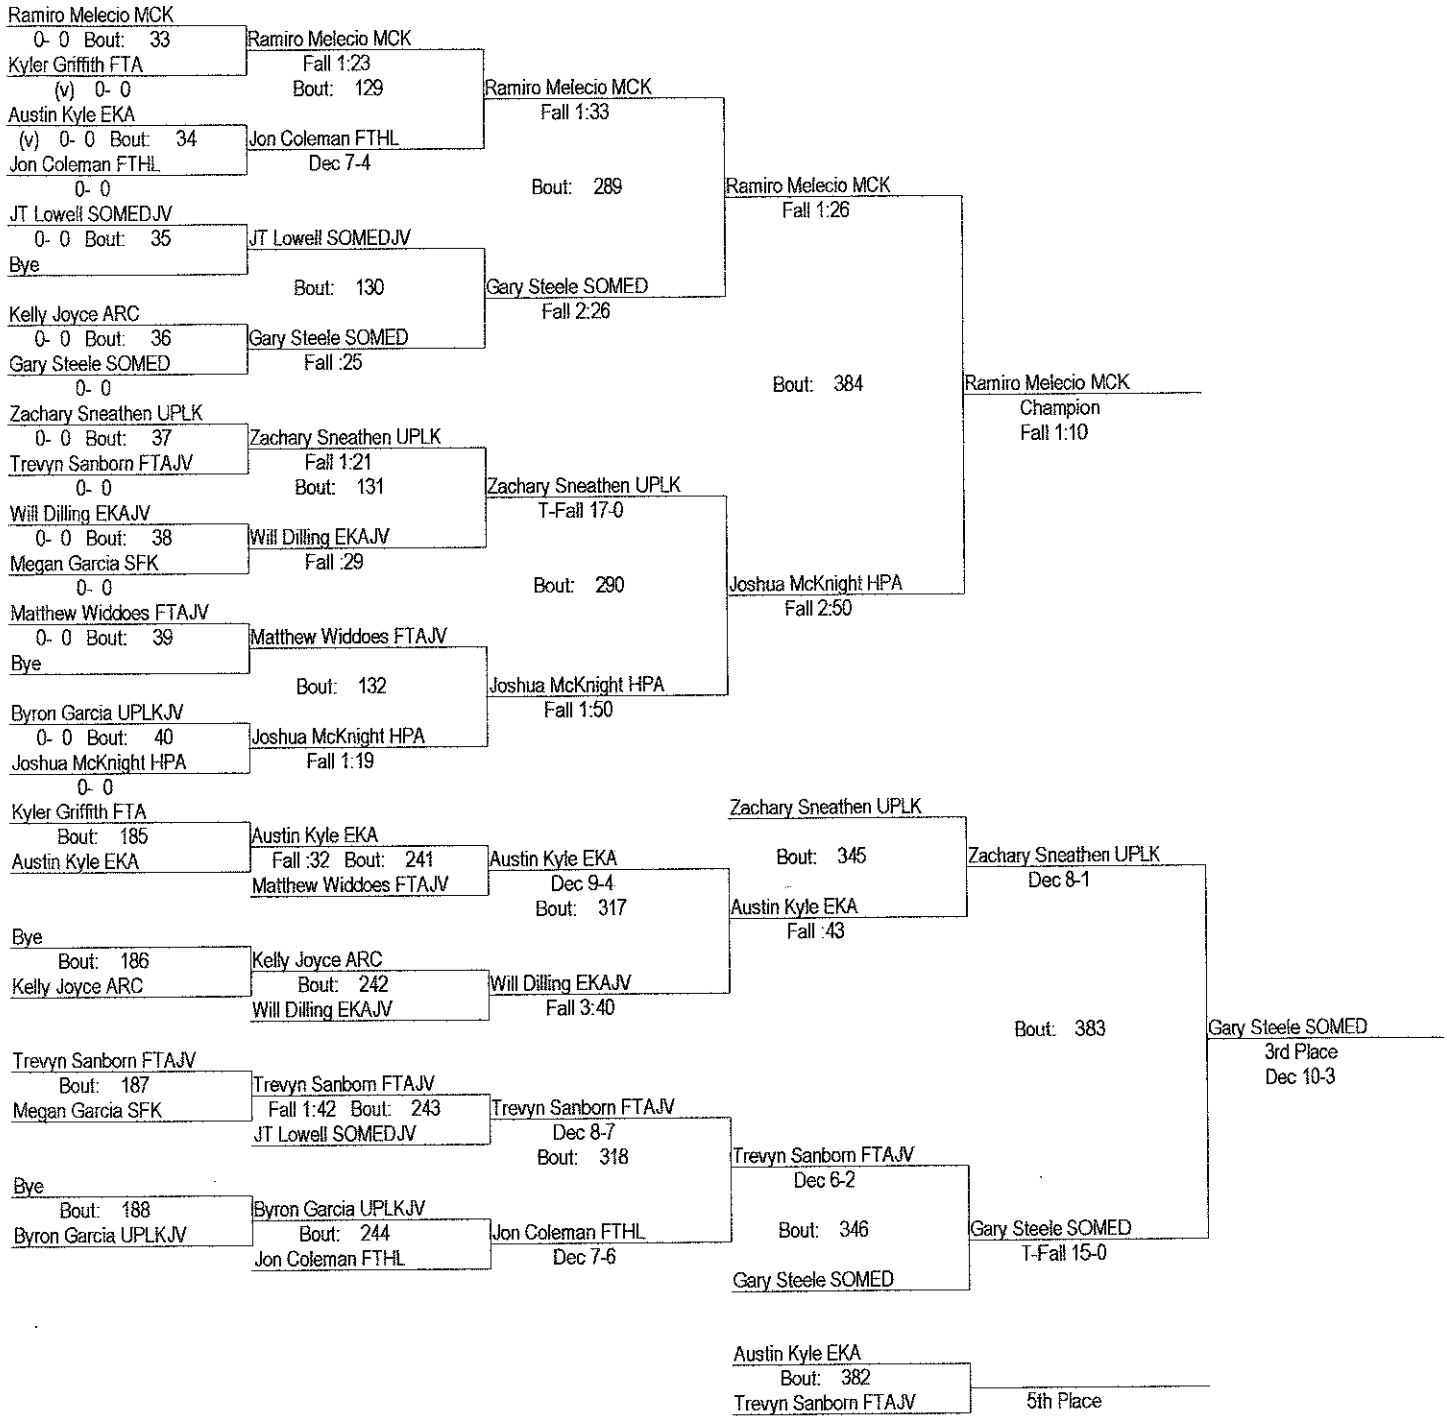 Ramiro Melecio MCK
0- 0 Bout: 33
Kyler Griffith FTA
(v) 0- 0
Austin Kyle EKA
(v) 0- 0 Bout: 34
Jon Coleman FTHL
0- 0
JT Lowell SOMEDJV
0- 0 Bout: 35
Bye
Kelly Joyce ARC
0- 0 Bout: 36
Gary Steele SOMED
0- 0
Zachary Sneathen UPLK
0- 0 Bout: 37
Trevyn Sanborn FTAJV
0- 0
Will Dilling EKAJV
0- 0 Bout: 38
Megan Garcia SFK
0- 0
Matthew Widdoes FTAJV
0- 0 Bout: 39
Bye
Byron Garcia UPLKJV
0- 0 Bout: 40
Joshua McKnight HPA
0- 0
Ramiro Melecio MCK
Fall 1:23
Bout: 129
Jon Coleman FTHL
Dec 7-4
JT Lowell SOMEDJV
Bout: 130
Gary Steele SOMED
Fall :25
Zachary Sneathen UPLK
Fall 1:21
Bout: 131
Will Dilling EKAJV
Fall :29
Matthew Widdoes FTAJV
Bout: 132
Joshua McKnight HPA
Fall 1:19
Ramiro Melecio MCK
Fall 1:33
Bout: 289
Gary Steele SOMED
Fall 2:26
Zachary Sneathen UPLK
T-Fall 17-0
Bout: 290
Joshua McKnight HPA
Fall 1:50
Ramiro Melecio MCK
Fall 1:26
Bout: 384
Joshua McKnight HPA
Fall 2:50
Ramiro Melecio MCK
Champion
Fall 1:10
Kyler Griffith FTA
Bout: 185
Austin Kyle EKA
Bye
Bout: 186
Kelly Joyce ARC
Trevyn Sanborn FTAJV
Bout: 187
Megan Garcia SFK
Bye
Bout: 188
Byron Garcia UPLKJV
Austin Kyle EKA
Fall :32 Bout: 241
Matthew Widdoes FTAJV
Kelly Joyce ARC
Bout: 242
Will Dilling EKAJV
Trevyn Sanborn FTAJV
Fall 1:42 Bout: 243
JT Lowell SOMEDJV
Byron Garcia UPLKJV
Bout: 244
Jon Coleman FTHL
Austin Kyle EKA
Dec 9-4
Bout: 317
Will Dilling EKAJV
Fall 3:40
Trevyn Sanborn FTAJV
Dec 8-7
Bout: 318
Jon Coleman FTHL
Dec 7-6
Zachary Sneathen UPLK
Bout: 345
Austin Kyle EKA
Fall :43
Trevyn Sanborn FTAJV
Dec 6-2
Bout: 346
Gary Steele SOMED
Zachary Sneathen UPLK
Dec 8-1
Bout: 383
Gary Steele SOMED
T-Fall 15-0
Gary Steele SOMED
3rd Place
Dec 10-3
Austin Kyle EKA
Bout: 382
Trevyn Sanborn FTAJV
5th Place